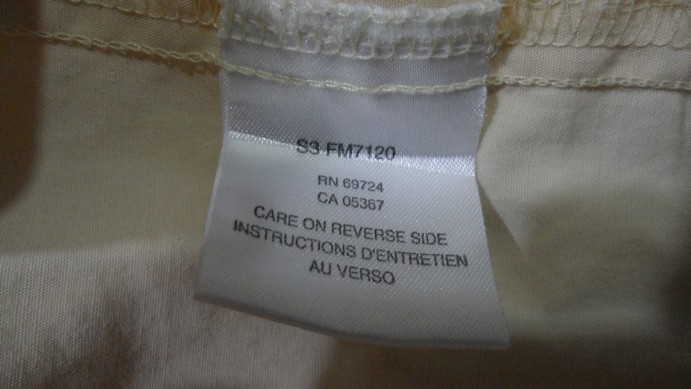 S3 FM7120
RN 69724
CA 05367
CARE ON REVERSE SIDE
INSTRUCTIONS D'ENTRETIEN
AU VERSO